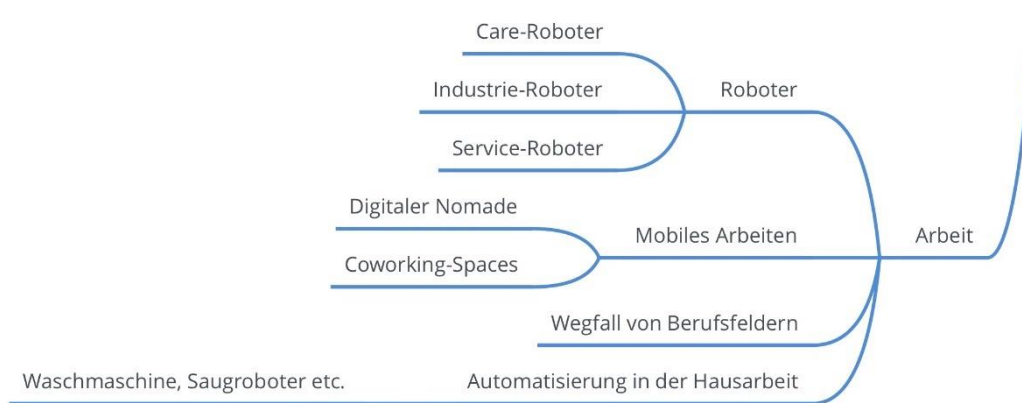 Care-Roboter
Industrie-Roboter
Roboter
Service-Roboter
Digitaler Nomade
Mobiles Arbeiten
Arbeit
Coworking-Spaces
Wegfall von Berufsfeldern
Waschmaschine, Saugroboter etc.
Automatisierung in der Hausarbeit